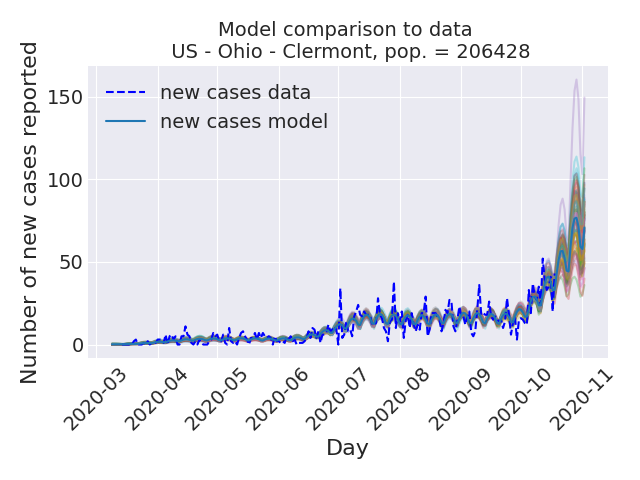 Model comparison to data
US - Ohio - Clermont, pop. = 206428
Number of new cases reported
150
100
50
0
new cases data
new cases model
2020-03
2020-04
2020-05
2020-06
2020-07
2020-08
2020-09
2020-10
2020-11
Day